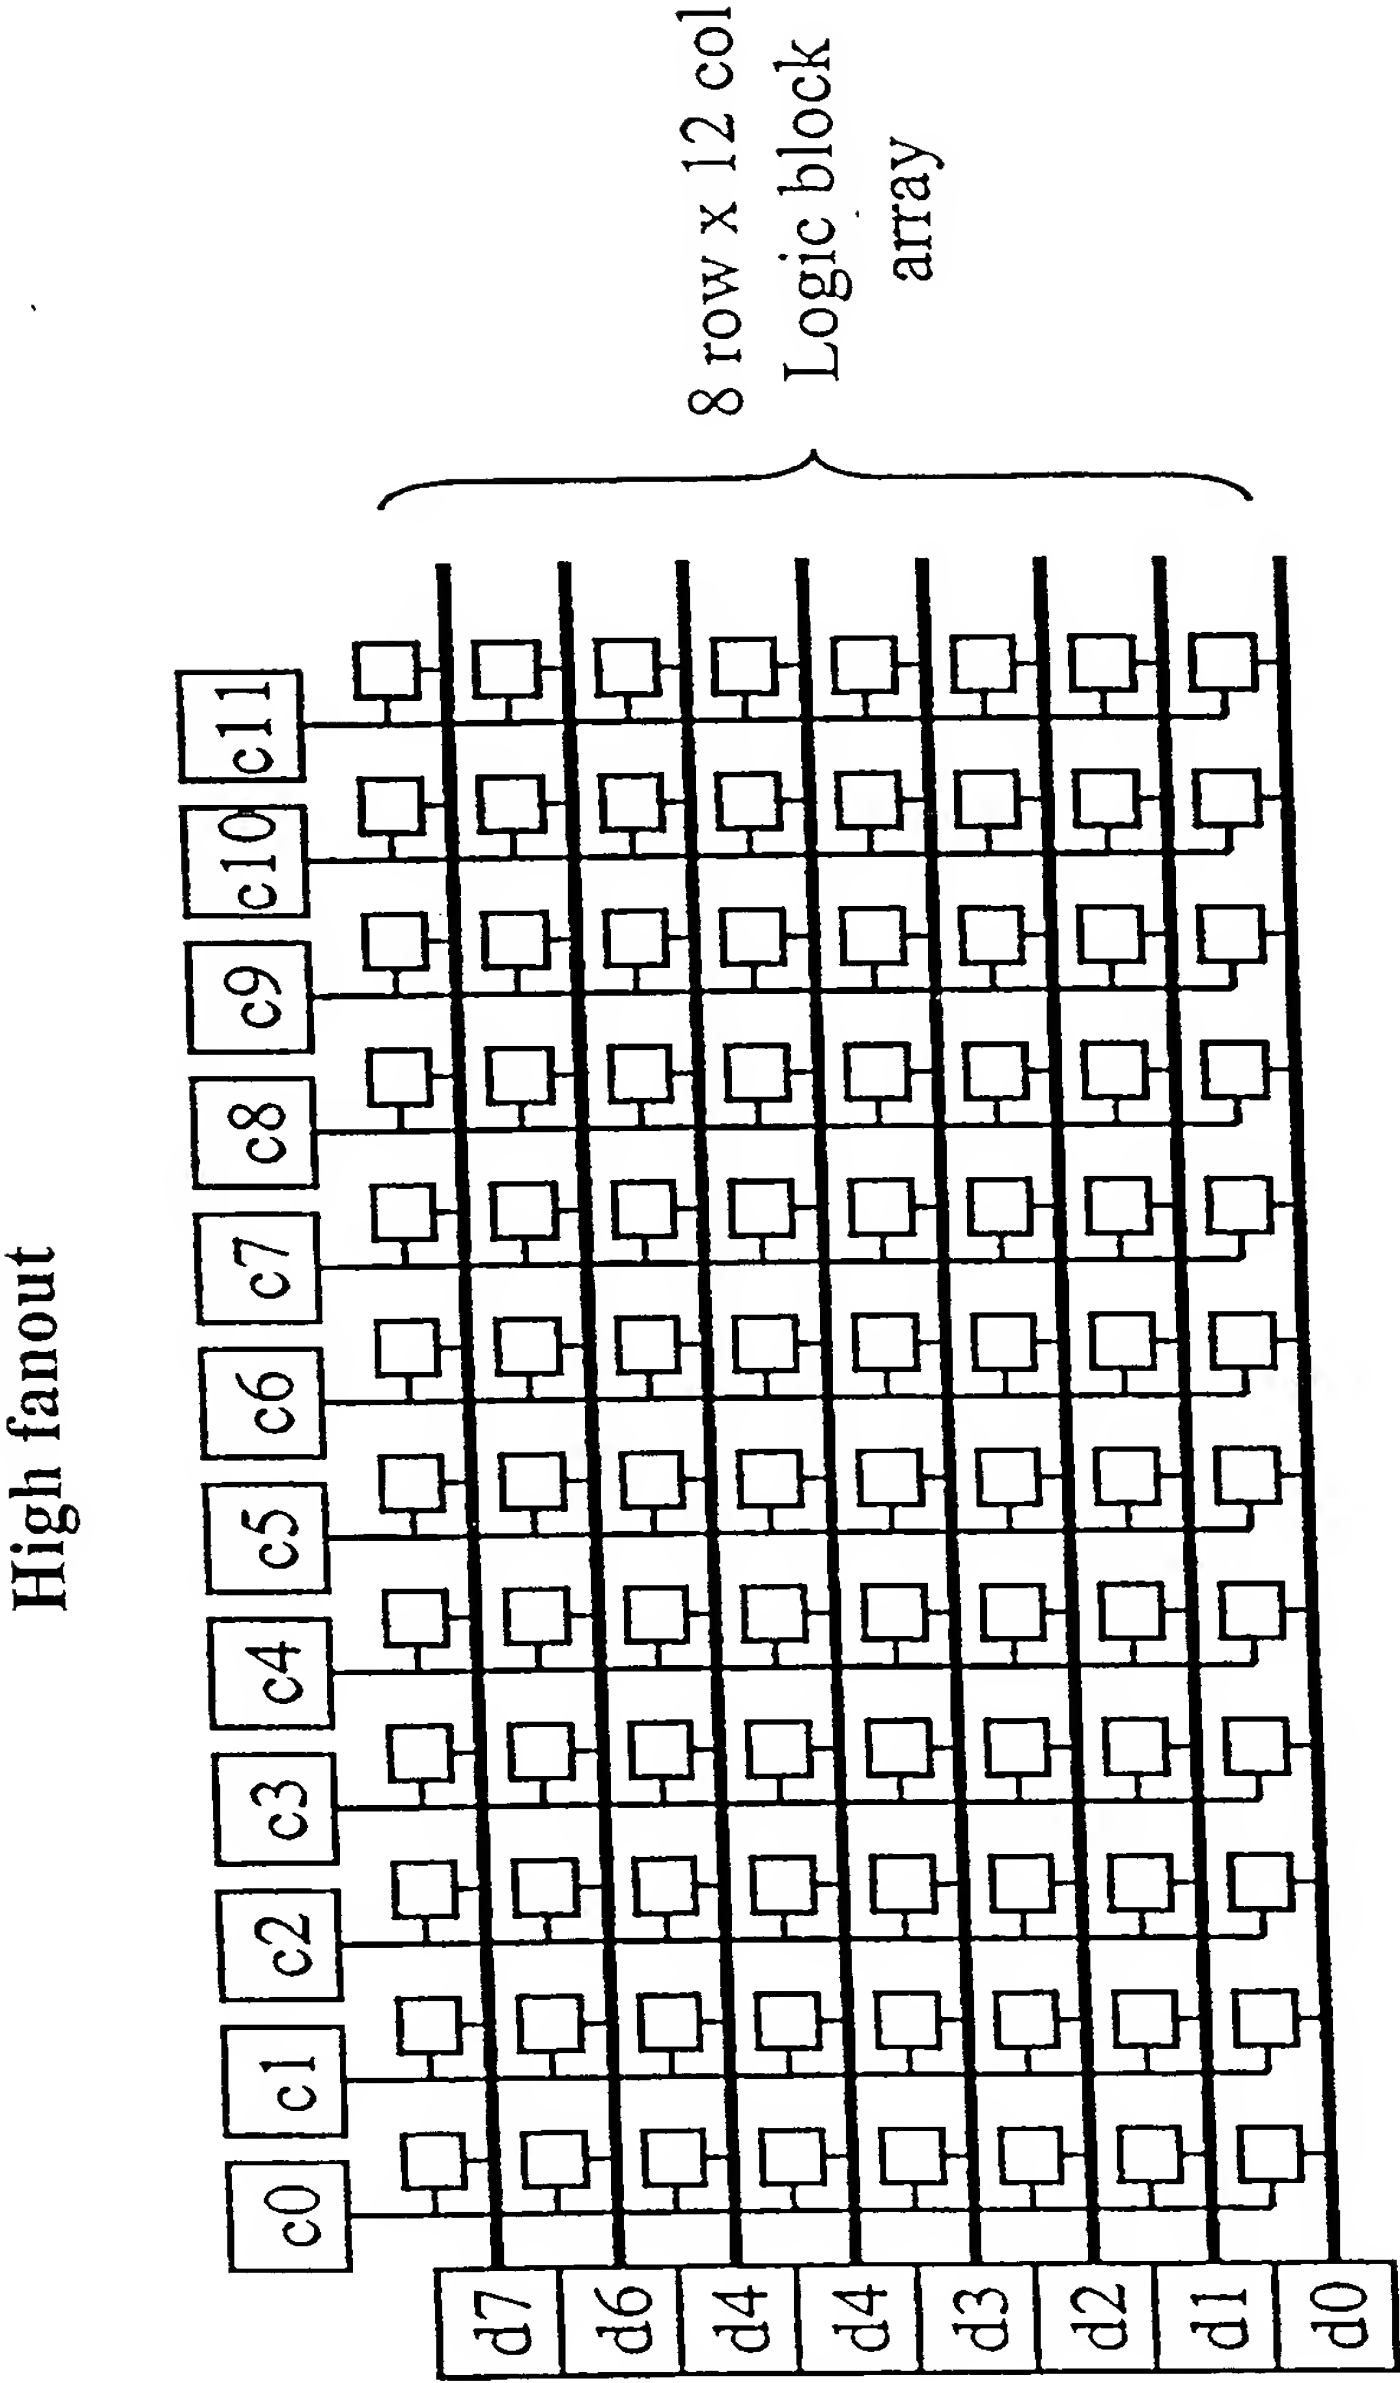 High fanout
c0 c1 c2 c3 c4 c5 c6 c7 c8 c9 c10 c11
d7
d6
d4
d4
d3
d2
d1
d0
8 row x 12 col
Logic block
array